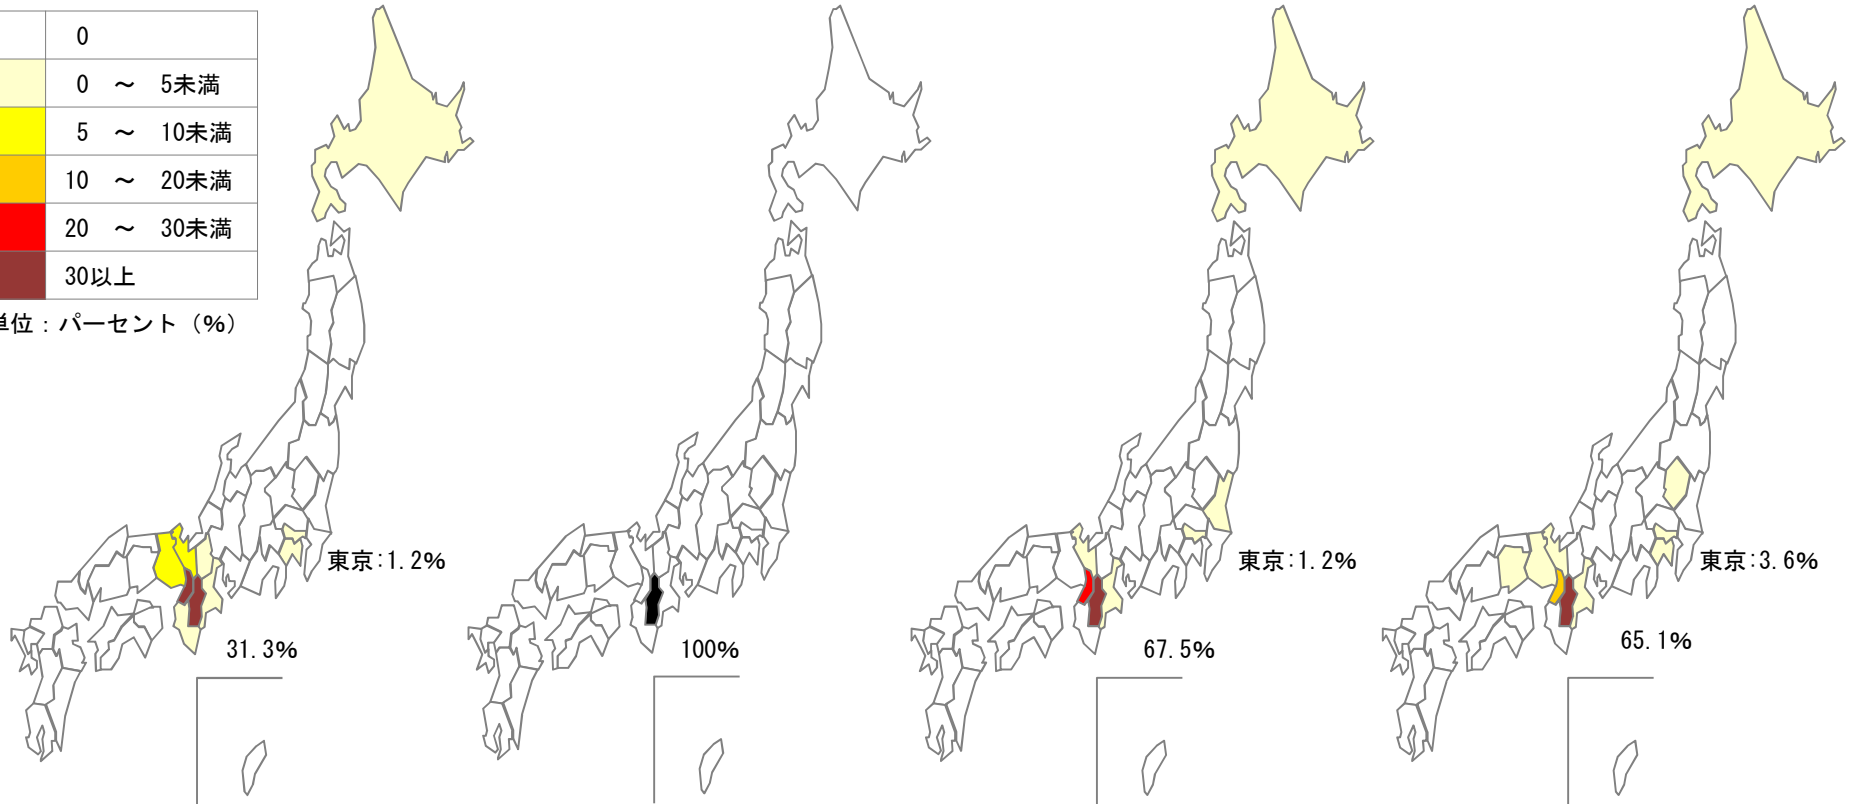 0
0 ～ 5未満
5 ～ 10未満
10 ～ 20未満
20 ～ 30未満
30以上
単位：パーセント（%）
東京:1.2%
31.3%
100%
東京:1.2%
67.5%
東京:3.6%
65.1%